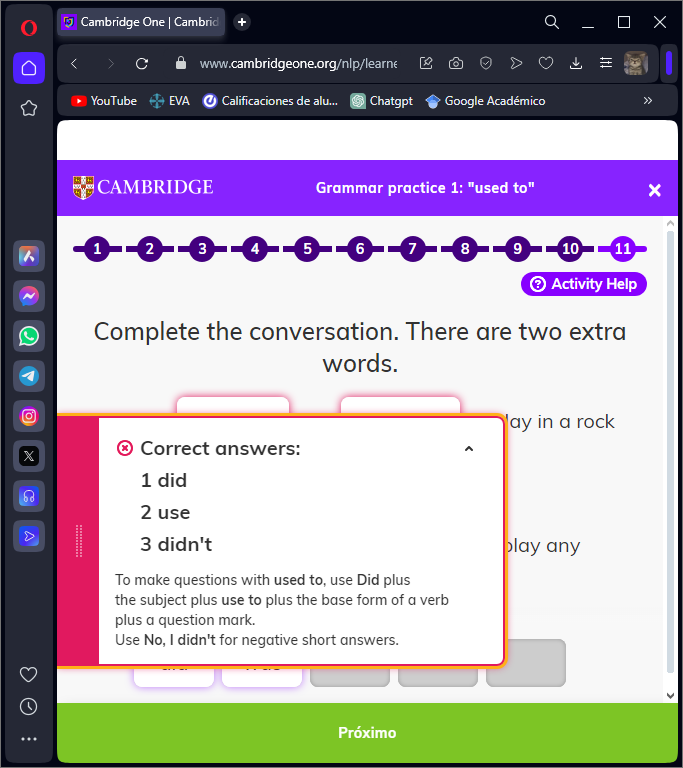 Cambridge One | Cambrid
www.cambridgeone.org/nlp/learne
YouTube
EVA
Calificaciones de alu...
Chatgpt
Google Académico
CAMBRIDGE
Grammar practice 1: "used to"
1 2 3 4 5 6 7 8 9 10 11
Activity Help
Complete the conversation. There are two extra
words.
lay in a rock
Correct answers:
1 did
2 use
3 didn't
play any
To make questions with used to, use Did plus
the subject plus use to plus the base form of a verb
plus a question mark.
Use No, I didn't for negative short answers.
Próximo